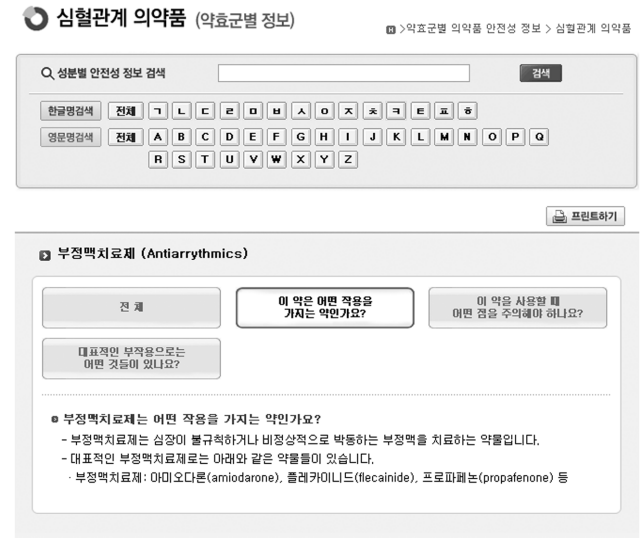 심혈관계 의약품 (약효군별 정보)
>약효군별 의약품 안전성 정보 > 심혈관계 의약품
성분별 안전성 정보 검색 검색
한글명검색 전체 ㄱ ㄴ ㄷ ㄹ ㅁ ㅂ ㅅ ㅇ ㅈ ㅊ ㅋ ㅌ ㅍ ㅎ
영문명검색 전체 A B C D E F G H I J K L M N O P Q
R S T U V W X Y Z
프린트하기
부정맥치료제 (Antiarrythmics)
전 체
이 약은 어떤 작용을
가지는 약인가요?
이 약을 사용할 때
어떤 점을 주의해야 하나요?
대표적인 부작용으로는
어떤 것들이 있나요?
부정맥치료제는 어떤 작용을 가지는 약인가요?
- 부정맥치료제는 심장이 불규칙하거나 비정상적으로 박동하는 부정맥을 치료하는 약물입니다.
- 대표적인 부정맥치료제로는 아래와 같은 약물들이 있습니다.
· 부정맥치료제: 아미오다론(amiodarone), 플레카이니드(flecainide), 프로파페논(propafenone) 등